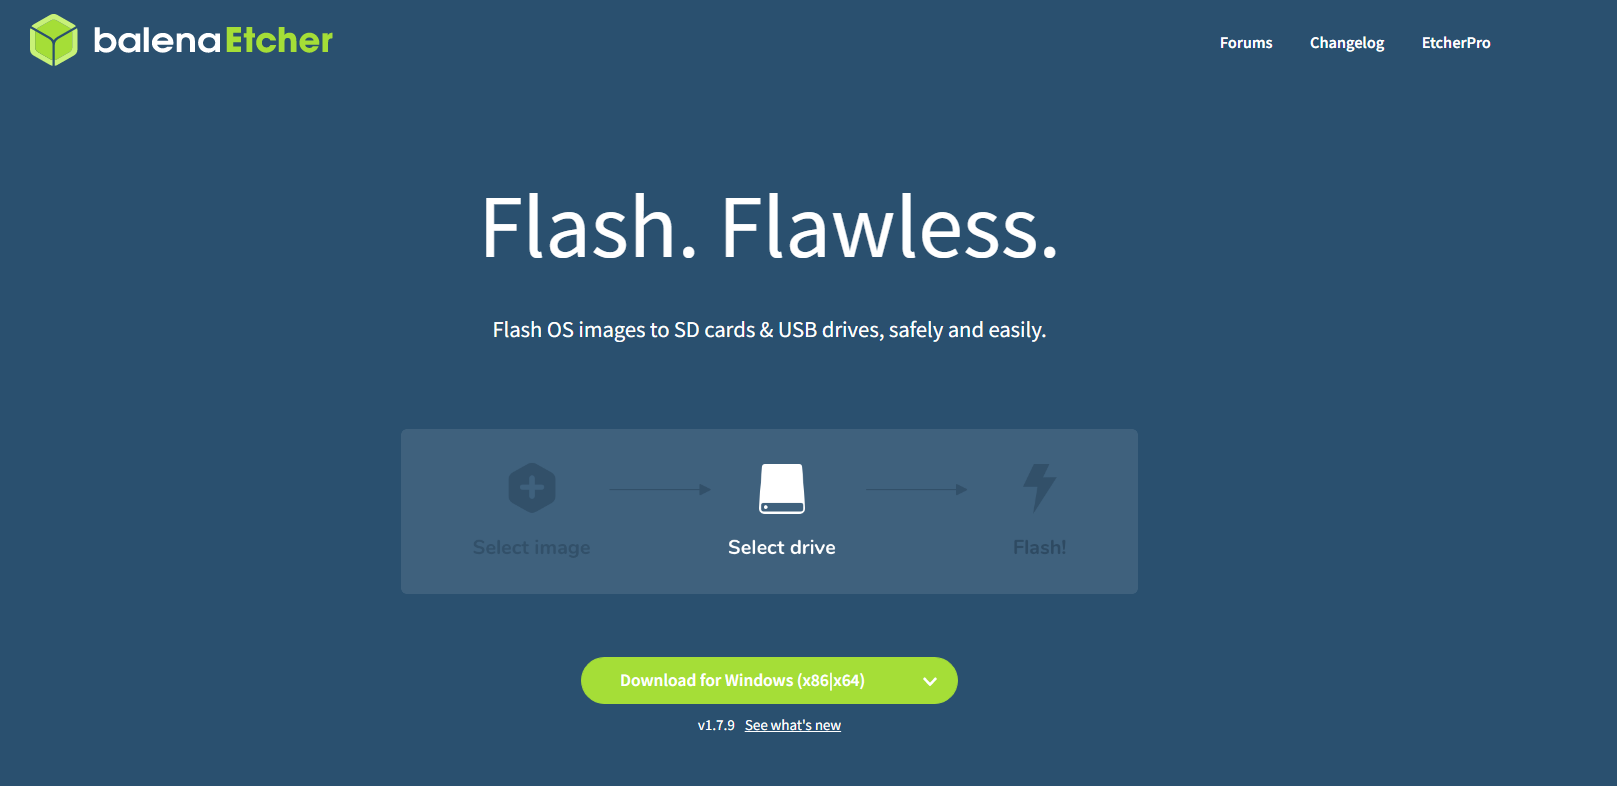 balenaEtcher
Forums Changelog EtcherPro
Flash. Flawless.
Flash OS images to SD cards & USB drives, safely and easily.
Select image Select drive Flash!
Download for Windows (x86|x64)
v1.7.9 See what's new